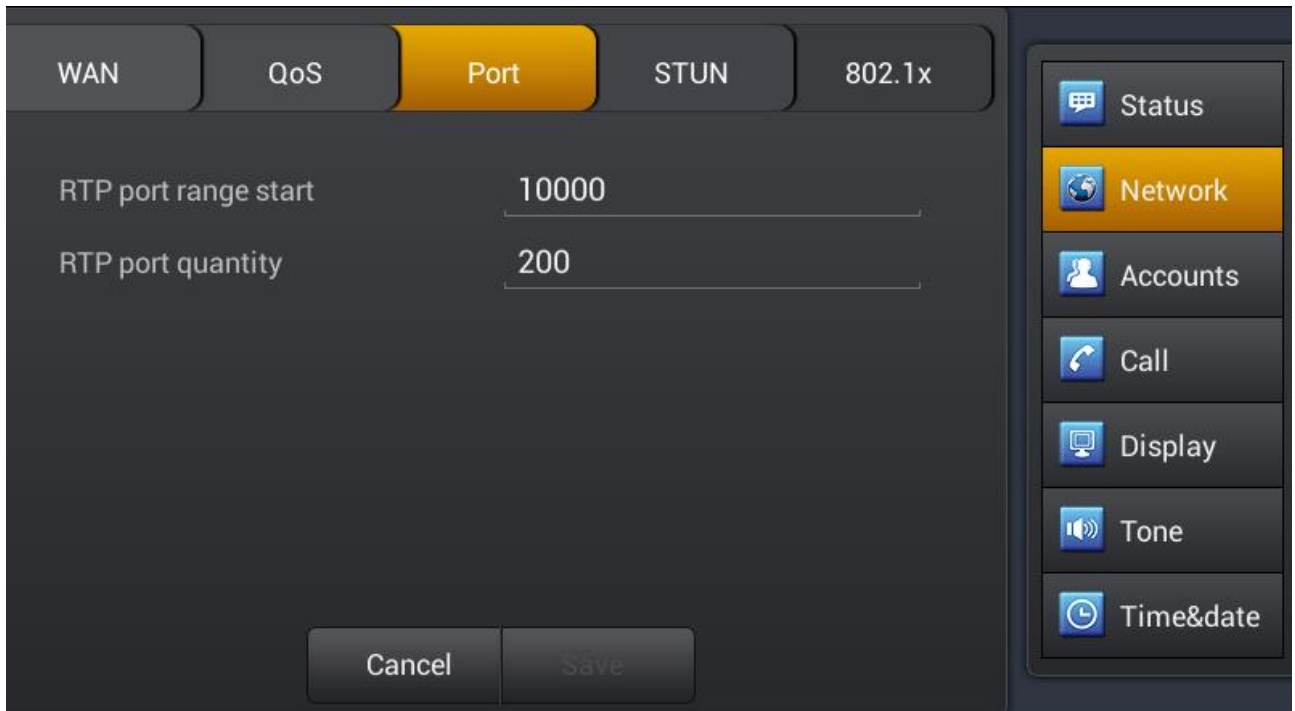 WAN QoS Port STUN 802.1x
RTP port range start 10000
RTP port quantity 200
Cancel Save
Status
Network
Accounts
Call
Display
Tone
Time&date